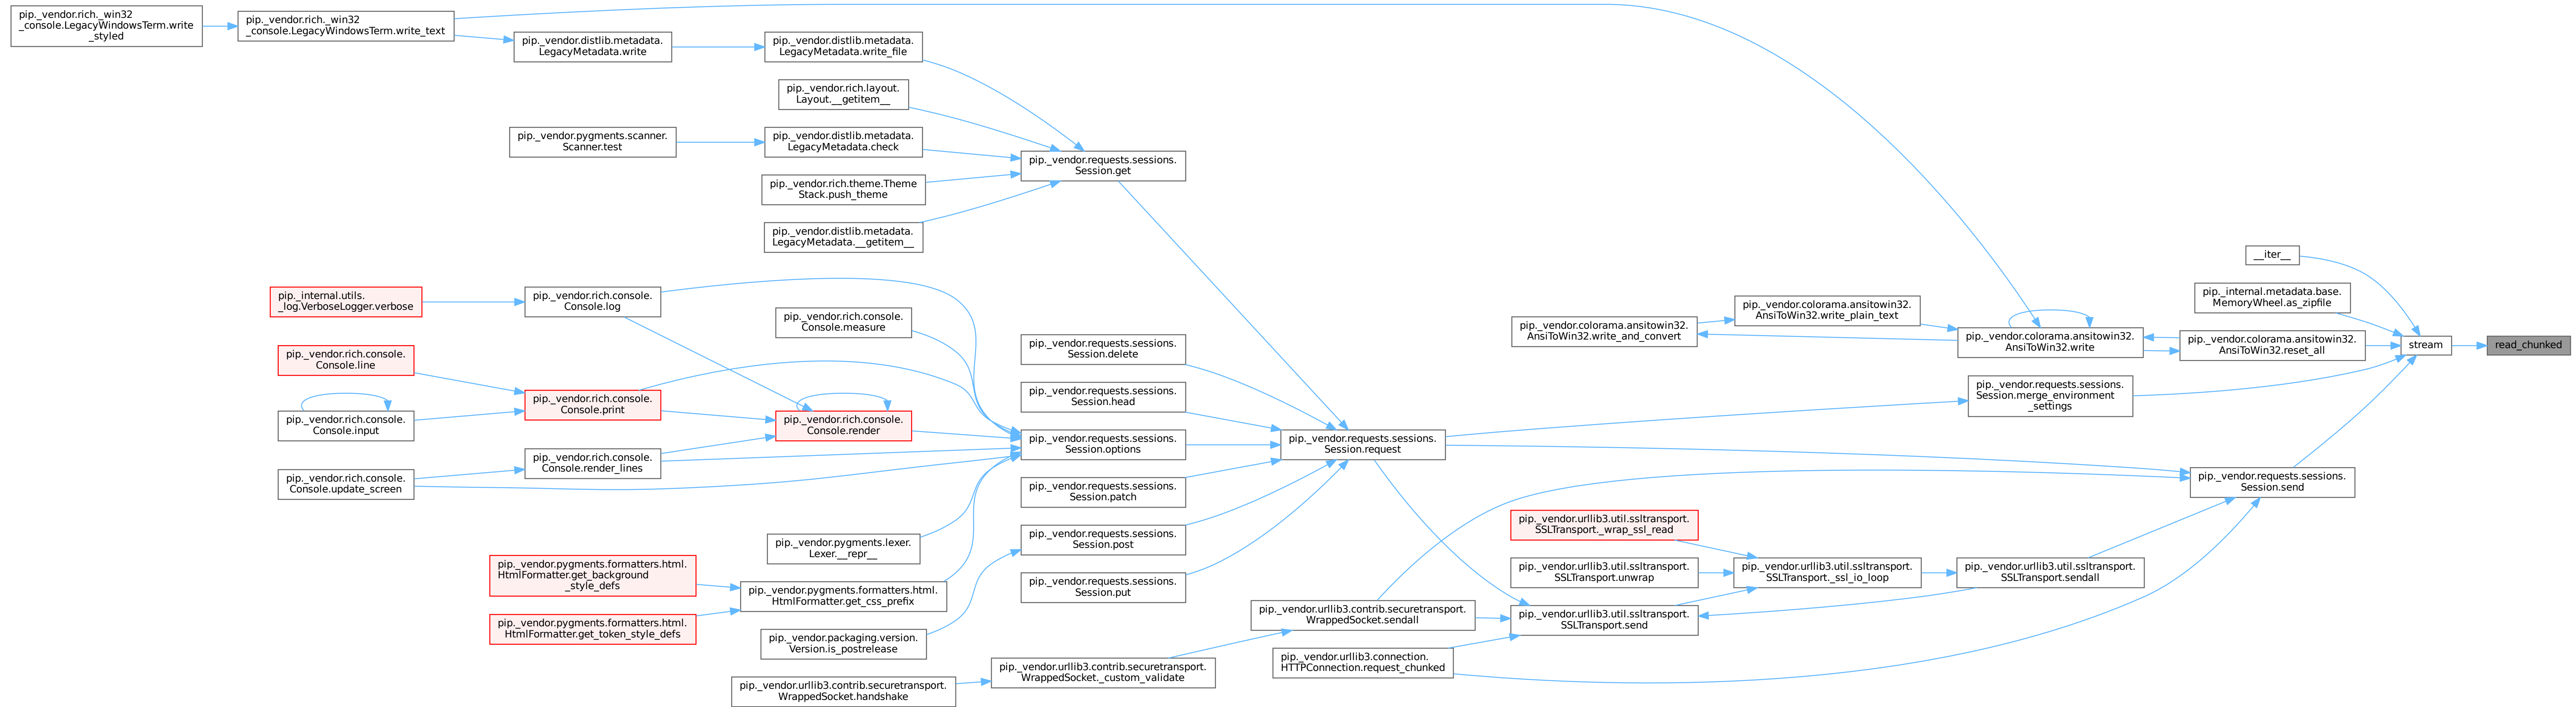 pip._vendor.rich._win32
_console.LegacyWindowsTerm.write
_styled
pip._vendor.rich._win32
_console.LegacyWindowsTerm.write_text
pip._vendor.distlib.metadata.
LegacyMetadata.write
pip._vendor.distlib.metadata.
LegacyMetadata.write_file
pip._vendor.rich.layout.
Layout.__getitem__
pip._vendor.pygments.scanner.
Scanner.test
pip._vendor.distlib.metadata.
LegacyMetadata.check
pip._vendor.requests.sessions.
Session.get
pip._vendor.rich.theme.Theme
Stack.push_theme
pip._vendor.distlib.metadata.
LegacyMetadata.__getitem__
__iter__
pip._internal.metadata.base.
MemoryWheel.as_zipfile
pip._internal.utils.
_log.VerboseLogger.verbose
pip._vendor.rich.console.
Console.log
pip._vendor.rich.console.
Console.measure
pip._vendor.colorama.ansitowin32.
AnsiToWin32.write_plain_text
pip._vendor.colorama.ansitowin32.
AnsiToWin32.write_and_convert
pip._vendor.colorama.ansitowin32.
AnsiToWin32.write
pip._vendor.colorama.ansitowin32.
AnsiToWin32.reset_all
stream
read_chunked
pip._vendor.rich.console.
Console.line
pip._vendor.requests.sessions.
Session.delete
pip._vendor.requests.sessions.
Session.merge_environment
_settings
pip._vendor.rich.console.
Console.print
pip._vendor.requests.sessions.
Session.head
pip._vendor.rich.console.
Console.input
pip._vendor.rich.console.
Console.render
pip._vendor.requests.sessions.
Session.options
pip._vendor.requests.sessions.
Session.request
pip._vendor.rich.console.
Console.render_lines
pip._vendor.rich.console.
Console.update_screen
pip._vendor.requests.sessions.
Session.patch
pip._vendor.requests.sessions.
Session.send
pip._vendor.urllib3.util.ssltransport.
SSLTransport._wrap_ssl_read
pip._vendor.requests.sessions.
Session.post
pip._vendor.pygments.lexer.
Lexer.__repr__
pip._vendor.pygments.formatters.html.
HtmlFormatter.get_background
_style_defs
pip._vendor.urllib3.util.ssltransport.
SSLTransport.unwrap
pip._vendor.urllib3.util.ssltransport.
SSLTransport._ssl_io_loop
pip._vendor.urllib3.util.ssltransport.
SSLTransport.sendall
pip._vendor.requests.sessions.
Session.put
pip._vendor.pygments.formatters.html.
HtmlFormatter.get_css_prefix
pip._vendor.urllib3.contrib.securetransport.
WrappedSocket.sendall
pip._vendor.urllib3.util.ssltransport.
SSLTransport.send
pip._vendor.pygments.formatters.html.
HtmlFormatter.get_token_style_defs
pip._vendor.packaging.version.
Version.is_postrelease
pip._vendor.urllib3.connection.
HTTPConnection.request_chunked
pip._vendor.urllib3.contrib.securetransport.
WrappedSocket._custom_validate
pip._vendor.urllib3.contrib.securetransport.
WrappedSocket.handshake